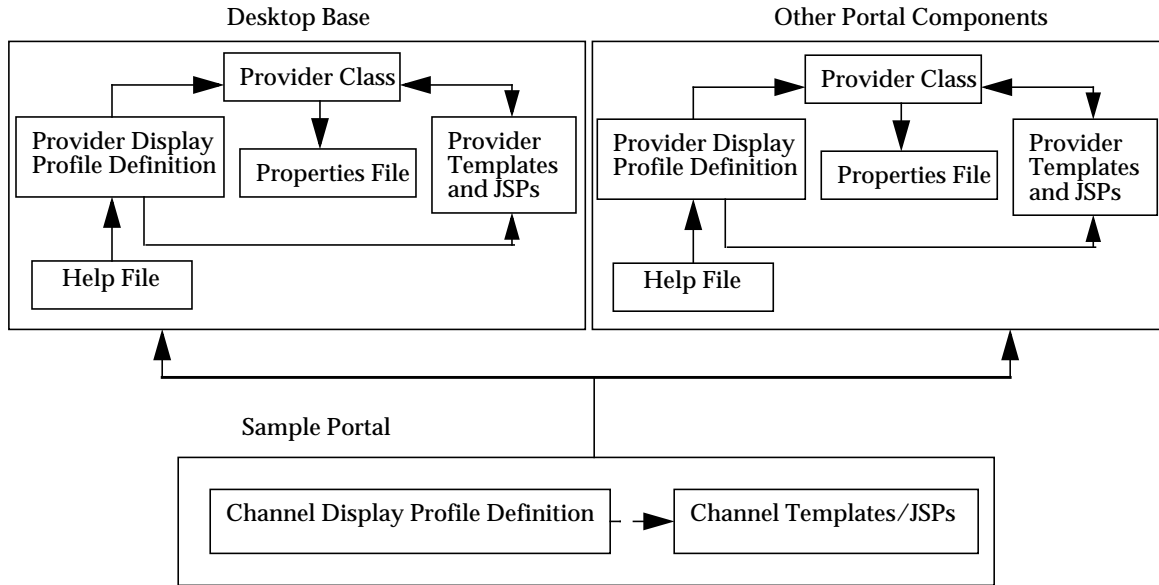 Desktop Base
Other Portal Components
Provider Class
Provider Display
Profile Definition
Properties File
Provider
Templates
and JSPs
Help File
Provider Class
Provider Display
Profile Definition
Properties File
Provider
Templates
and JSPs
Help File
Sample Portal
Channel Display Profile Definition
Channel Templates/JSPs